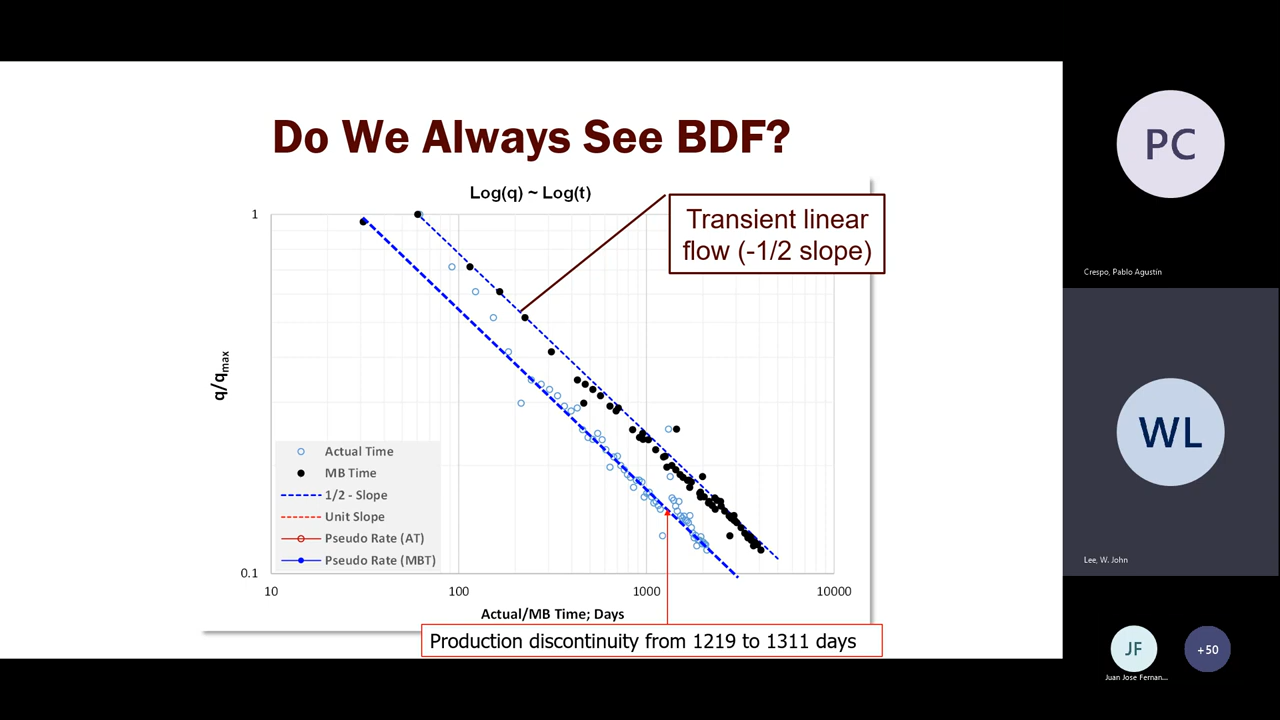 Do We Always See BDF?
Log(q) ~ Log(t)
Transient linear
flow (-1/2 slope)
1
q/qmax
Actual Time
MB Time
1/2 - Slope
Unit Slope
Pseudo Rate (AT)
Pseudo Rate (MBT)
0.1
10
100
1000
10000
Actual/MB Time; Days
Production discontinuity from 1219 to 1311 days
PC
Crespo, Pablo Agustín
WL
Lee, W. John
JF
+50
Juan Jose Fernan...